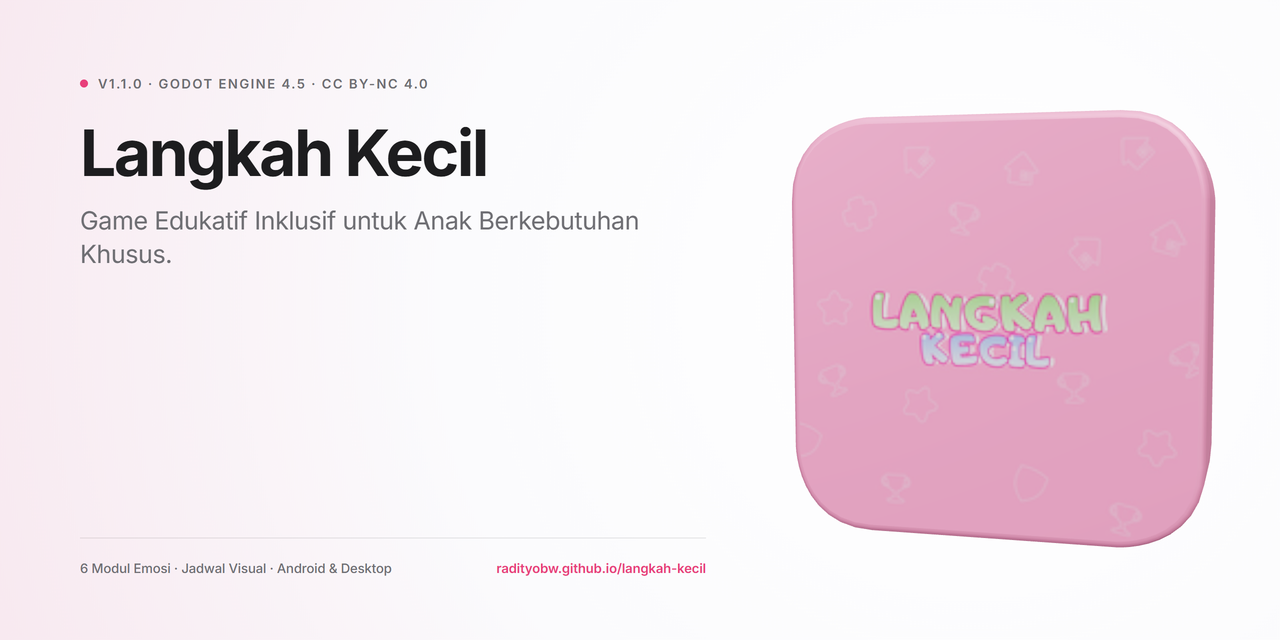 V1.1.0 · GODOT ENGINE 4.5 · CC BY-NC 4.0
Langkah Kecil
Game Edukatif Inklusif untuk Anak Berkebutuhan
Khusus.
LANGKAH
KECIL
6 Modul Emosi · Jadwal Visual · Android & Desktop
radityobw.github.io/langkah-kecil